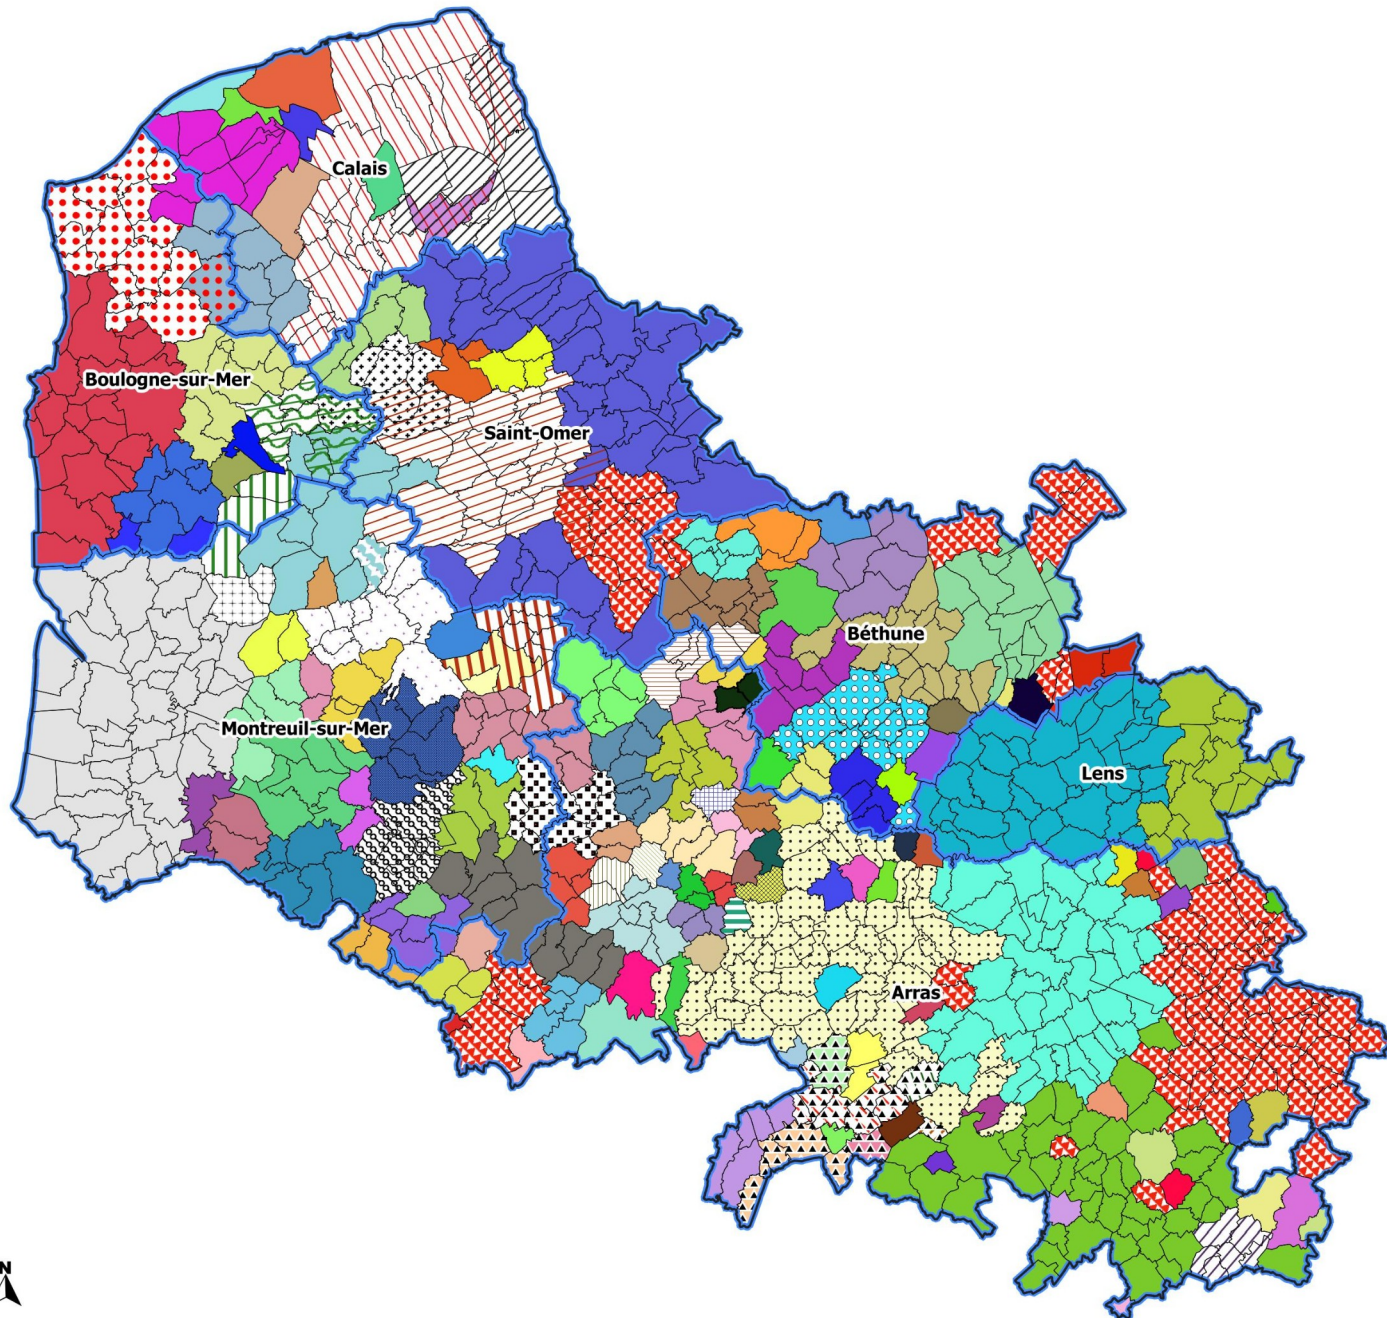 Calais
Boulogne-sur-Mer
Saint-Omer
Béthune
Montreuil-sur-Mer
Lens
Arras
N